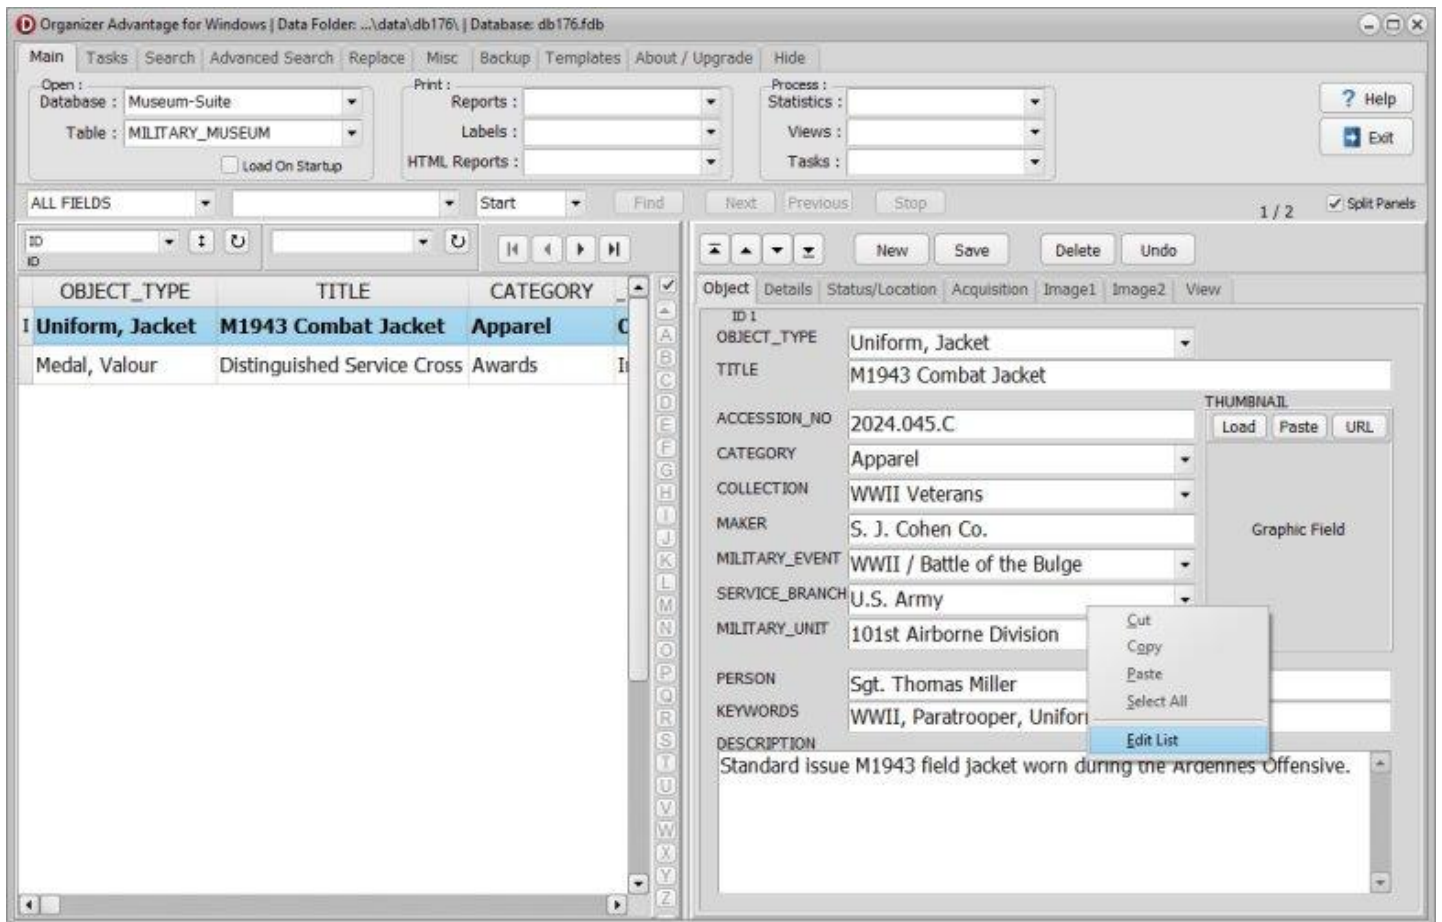 Organizer Advantage for Windows | Data Folder: ...\data\db176\ | Database: db176.fdb
Main Tasks Search Advanced Search Replace Misc Backup Templates About / Upgrade Hide
Open : Print : Process :
Database : Museum-Suite Reports : Statistics : ? Help
Table : MILITARY_MUSEUM Labels : Views : Exit
Load On Startup HTML Reports : Tasks :
ALL FIELDS Start Find Next Previous Stop 1 / 2 Split Panels
ID New Save Delete Undo
ID
OBJECT_TYPE TITLE CATEGORY
Uniform, Jacket M1943 Combat Jacket Apparel
Medal, Valour Distinguished Service Cross Awards
A
B
C
D
E
F
G
H
I
J
K
L
M
N
O
P
Q
R
S
T
U
V
W
X
Y
Z
Object Details Status/Location Acquisition Image1 Image2 View
ID 1
OBJECT_TYPE Uniform, Jacket
TITLE M1943 Combat Jacket
THUMBNAIL
ACCESSION_NO 2024.045.C Load Paste URL
CATEGORY Apparel
COLLECTION WWII Veterans
MAKER S. J. Cohen Co. Graphic Field
MILITARY_EVENT WWII / Battle of the Bulge
SERVICE_BRANCH U.S. Army
MILITARY_UNIT 101st Airborne Division
PERSON Sgt. Thomas Miller
KEYWORDS WWII, Paratrooper,
DESCRIPTION
Standard issue M1943 field jacket worn during the Ardennes Offensive.
Cut
Copy
Paste
Select All
Edit List